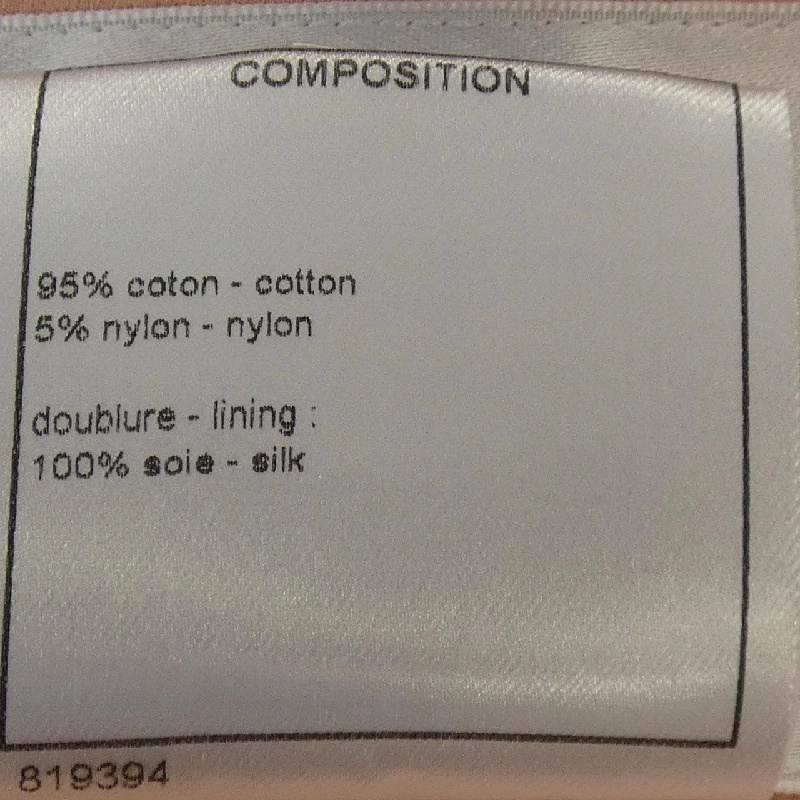 COMPOSITION
95% coton - cotton
5% nylon - nylon
doublure - lining :
100% soie - silk
819394